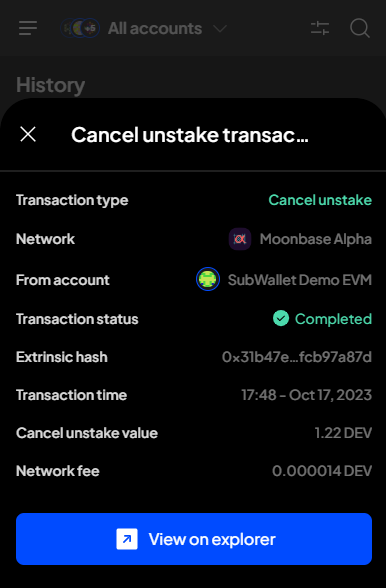 +5 All accounts
History
Cancel unstake transac...
Transaction type Cancel unstake
Network Moonbase Alpha
From account SubWallet Demo EVM
Transaction status Completed
Extrinsic hash 0x31b47e...fcb97a87d
Transaction time 17:48 - Oct 17, 2023
Cancel unstake value 1.22 DEV
Network fee 0.000014 DEV
View on explorer